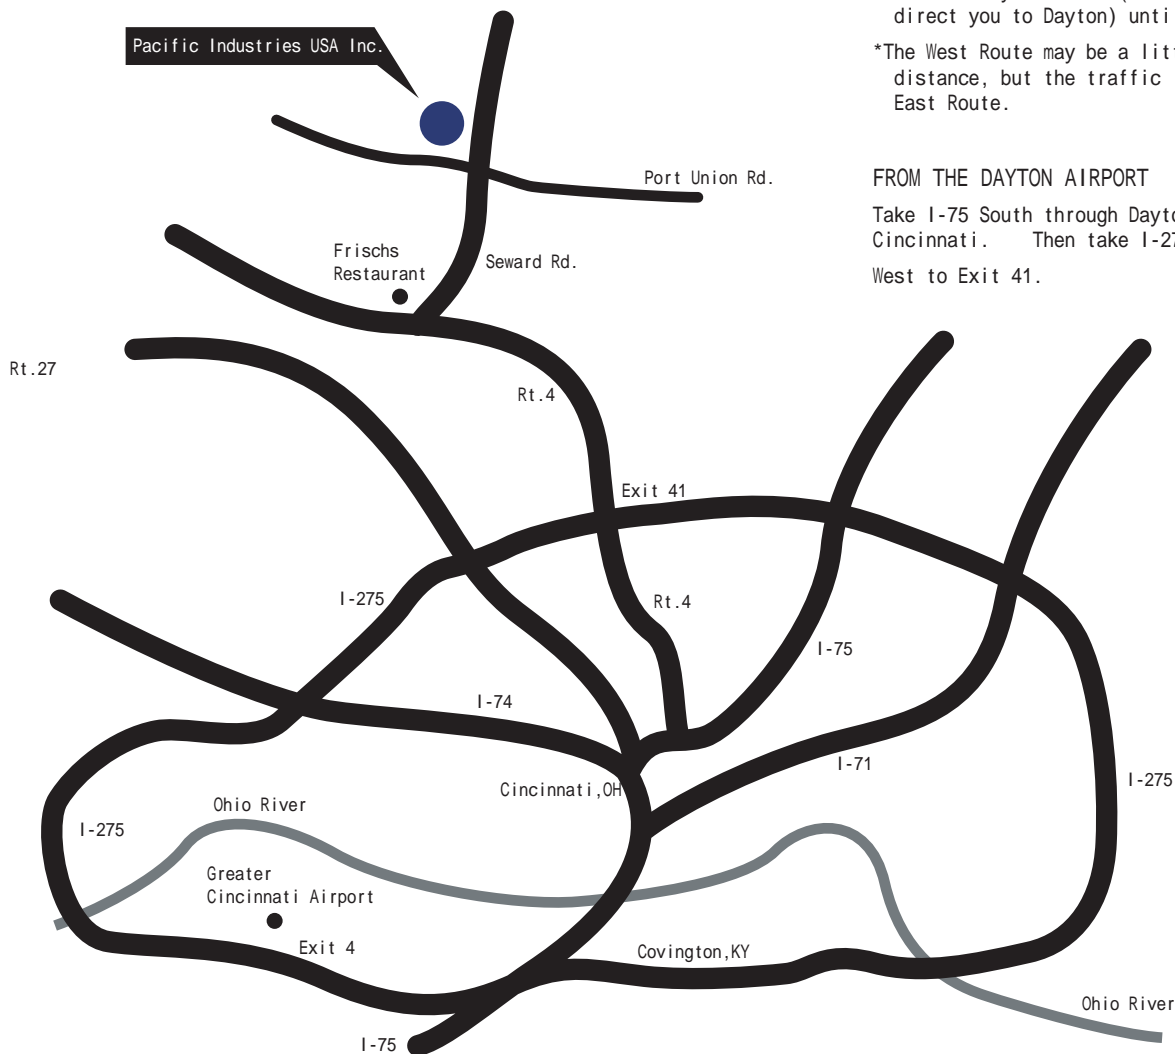 direct you to Dayton) unti
*The West Route may be a lit
distance, but the traffic
East Route.
FROM THE DAYTON AIRPORT
Take I-75 South through Dayto
Cincinnati. Then take I-27
West to Exit 41.
Pacific Industries USA Inc.
Port Union Rd.
Frischs
Restaurant
Seward Rd.
Rt.27
Rt.4
Exit 41
I-275
Rt.4
I-75
I-74
I-71
Cincinnati,OH
I-275
Ohio River
I-275
Greater
Cincinnati Airport
Exit 4
Covington,KY
Ohio River
I-75